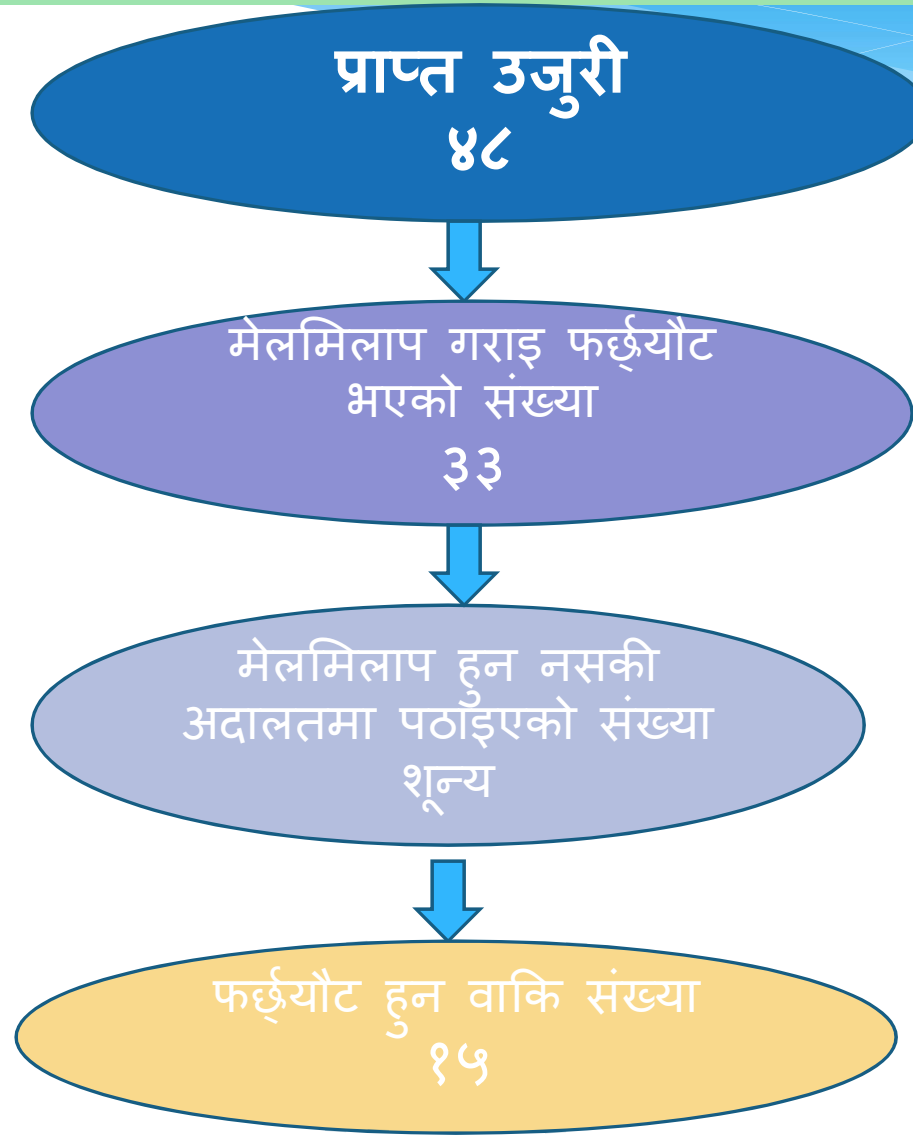 प्राप्त उजुरी
४८
मेलमिलाप गराइ फर्छ्यौट
भएको संख्या
३३
मेलमिलाप हुन नसकी
अदालतमा पठाइएको संख्या
शून्य
फर्छ्यौट हुन वाकि संख्या
१५